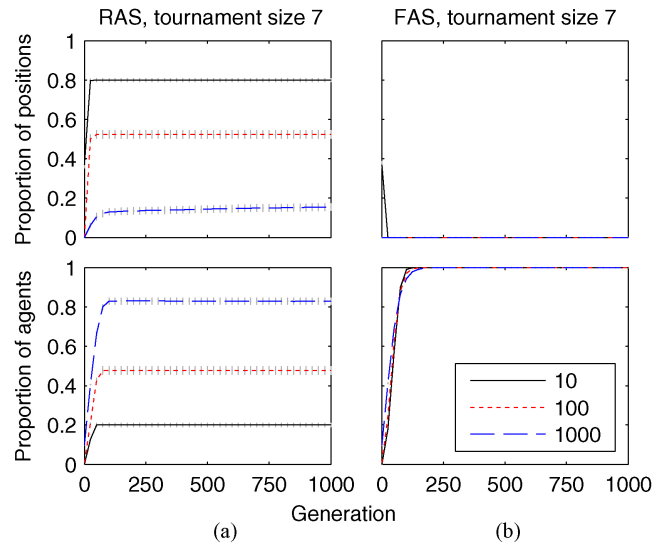 RAS, tournament size 7
FAS, tournament size 7
Proportion of positions
1
0.8
0.6
0.4
0.2
0
Proportion of agents
1
0.8
0.6
0.4
0.2
0
0 250 500 750 1000
0 250 500 750 1000
10
100
1000
Generation
(a)
(b)